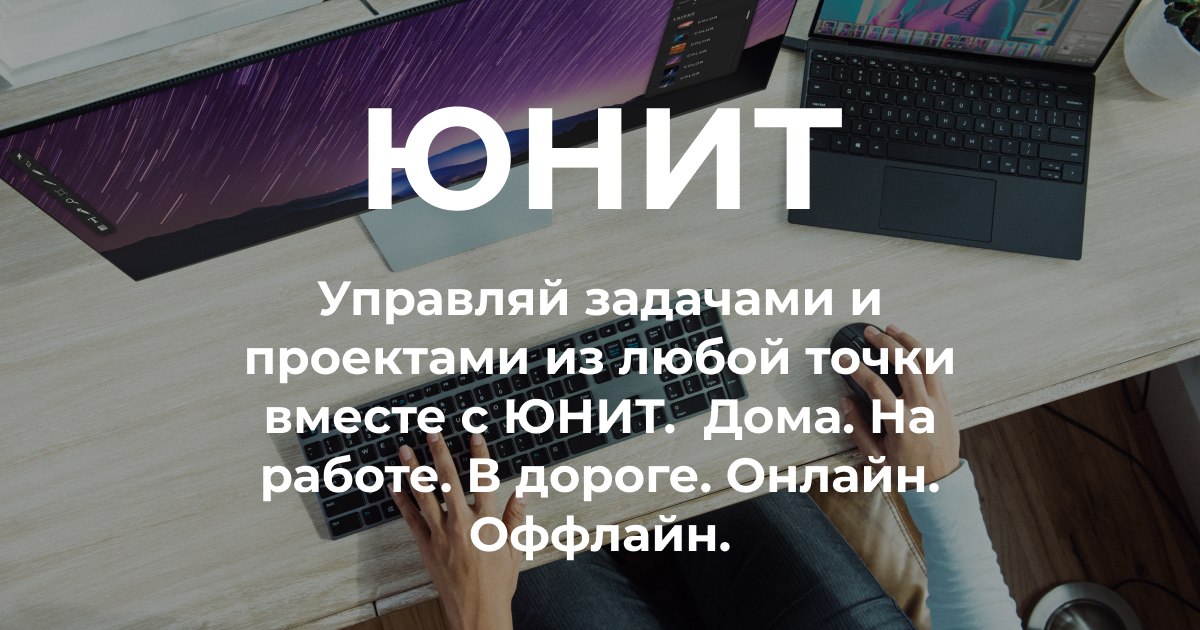 ЮНИТ
Управляй задачами и
проектами из любой точки
вместе с ЮНИТ.  Дома. На
работе. В дороге. Онлайн.
Оффлайн.